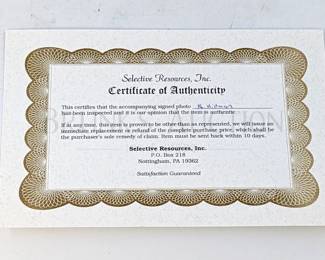 Selective Resources, Inc.
Certificate of Authenticity
This certifies that the accompanying signed photo
has been inspected and it is our opinion that the item is authentic.
If at any time, this item is proven to be other than as represented, we will issue an
immediate replacement or refund of the complete purchase price, which shall be
the purchaser's sole remedy of claim. Item must be sent back within 10 days.
Selective Resources, Inc.
P.O. Box 218
Nottingham, PA 19362
Satisfaction Guaranteed